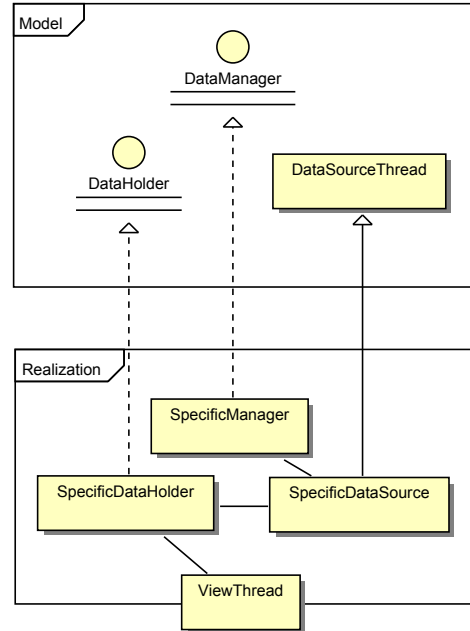 Model
DataManager
DataHolder
DataSourceThread
Realization
SpecificManager
SpecificDataHolder
SpecificDataSource
ViewThread